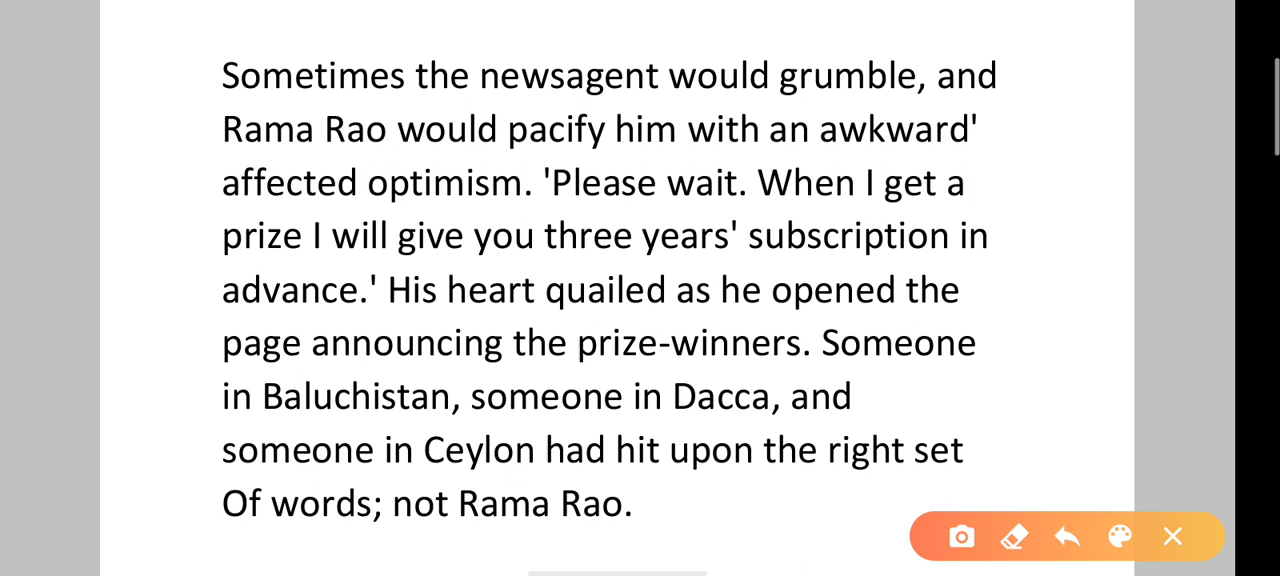 Sometimes the newsagent would grumble, and
Rama Rao would pacify him with an awkward'
affected optimism. 'Please wait. When I get a
prize I will give you three years' subscription in
advance.' His heart quailed as he opened the
page announcing the prize-winners. Someone
in Baluchistan, someone in Dacca, and
someone in Ceylon had hit upon the right set
Of words; not Rama Rao.